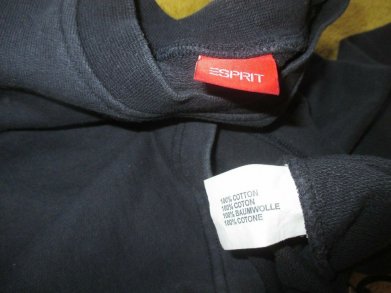 ESPRIT
100% COTTON
100% COTON
100% BAUMWOLLE
100% COTONE